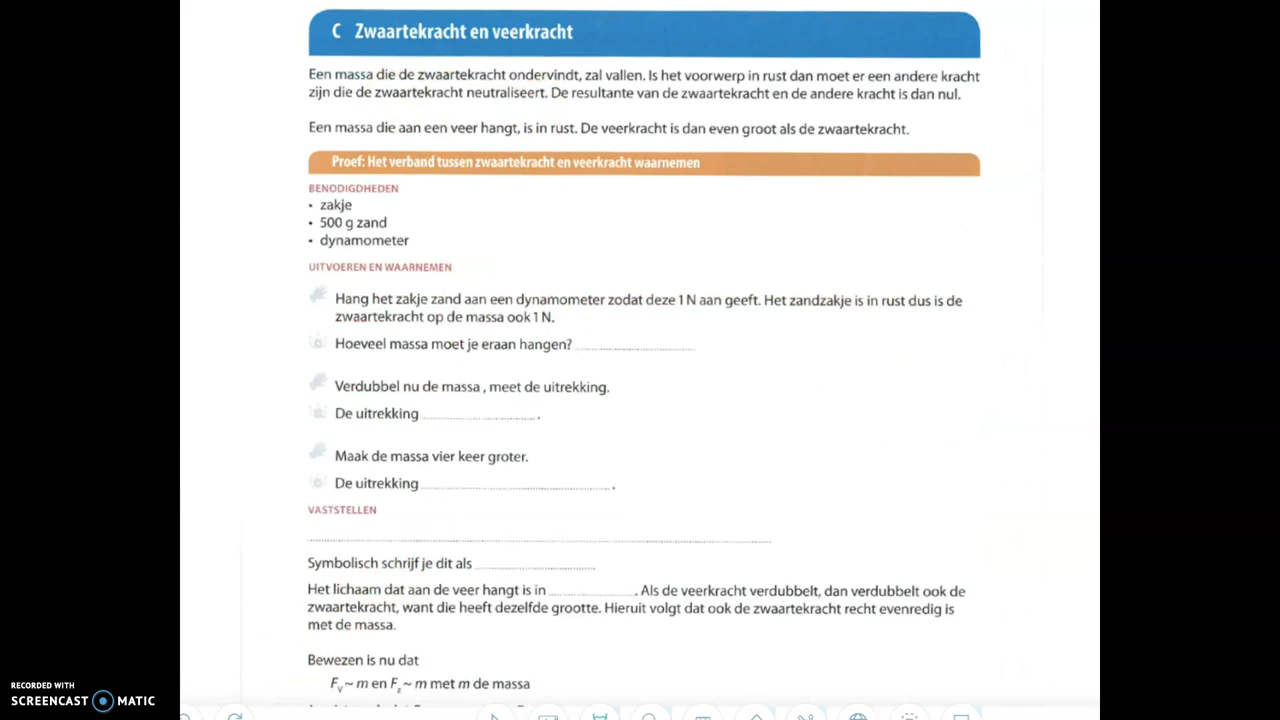 C Zwaartekracht en veerkracht
Een massa die de zwaartekracht ondervindt, zal vallen. Is het voorwerp in rust dan moet er een andere kracht
zijn die de zwaartekracht neutraliseert. De resultante van de zwaartekracht en de andere kracht is dan nul.
Een massa die aan een veer hangt, is in rust. De veerkracht is dan even groot als de zwaartekracht.
Proef: Het verband tussen zwaartekracht en veerkracht waarnemen
BENODIGDHEDEN
• zakje
• 500 g zand
• dynamometer
UITVOEREN EN WAARNEMEN
Hang het zakje zand aan een dynamometer zodat deze 1 N aan geeft. Het zandzakje is in rust dus is de
zwaartekracht op de massa ook 1 N.
Hoeveel massa moet je eraan hangen? ..............................
Verdubbel nu de massa , meet de uitrekking.
De uitrekking .............................. .
Maak de massa vier keer groter.
De uitrekking .................................................. .
VASTSTELLEN
Symbolisch schrijf je dit als ..............................
Het lichaam dat aan de veer hangt is in ...................... . Als de veerkracht verdubbelt, dan verdubbelt ook de
zwaartekracht, want die heeft dezelfde grootte. Hieruit volgt dat ook de zwaartekracht recht evenredig is
met de massa.
Bewezen is nu dat
Fv ~ m en Fz ~ m met m de massa
RECORDED WITH
SCREENCAST MATIC